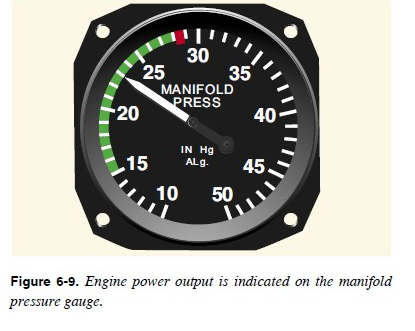 30
25
35
MANIFOLD
PRESS
20
40
IN Hg
ALg.
15
45
10
50
Figure 6-9. Engine power output is indicated on the manifold
pressure gauge.